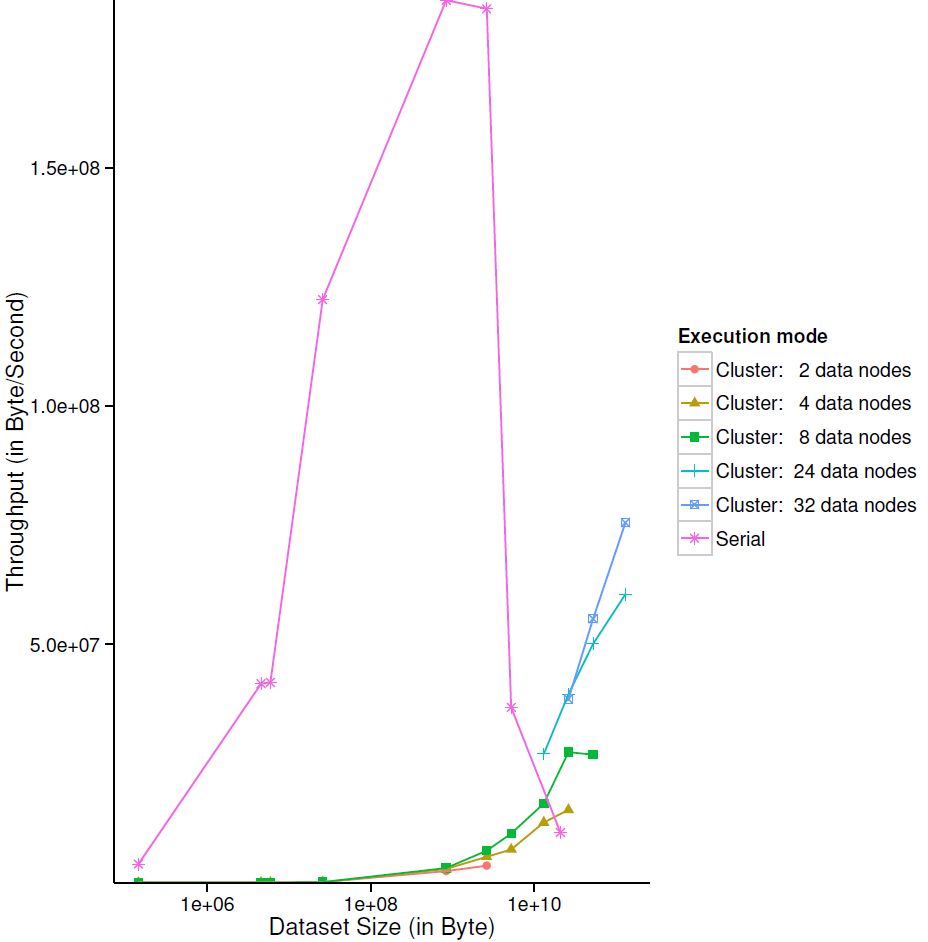 1.5e+08
1.0e+08
5.0e+07
Throughput (in Byte/Second)
1e+06 1e+08 1e+10
Dataset Size (in Byte)
Execution mode
Cluster: 2 data nodes
Cluster: 4 data nodes
Cluster: 8 data nodes
Cluster: 24 data nodes
Cluster: 32 data nodes
Serial